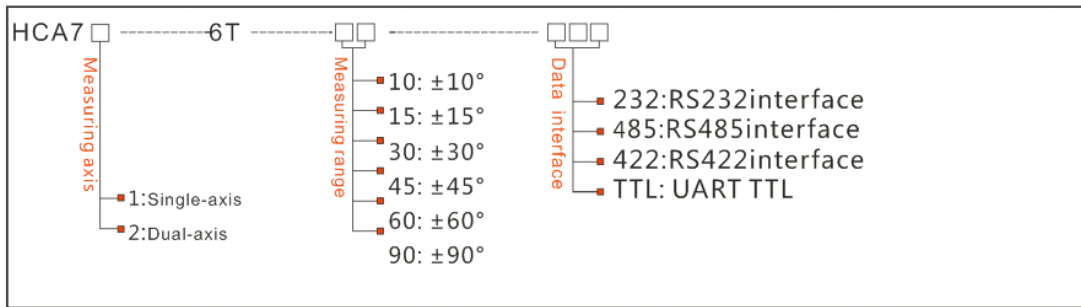 HCA7□ 6T □□ □□□
Measuring axis
1:Single-axis
2:Dual-axis
Measuring range
10: ±10°
15: ±15°
30: ±30°
45: ±45°
60: ±60°
90: ±90°
Data interface
232:RS232interface
485:RS485interface
422:RS422interface
TTL: UART TTL